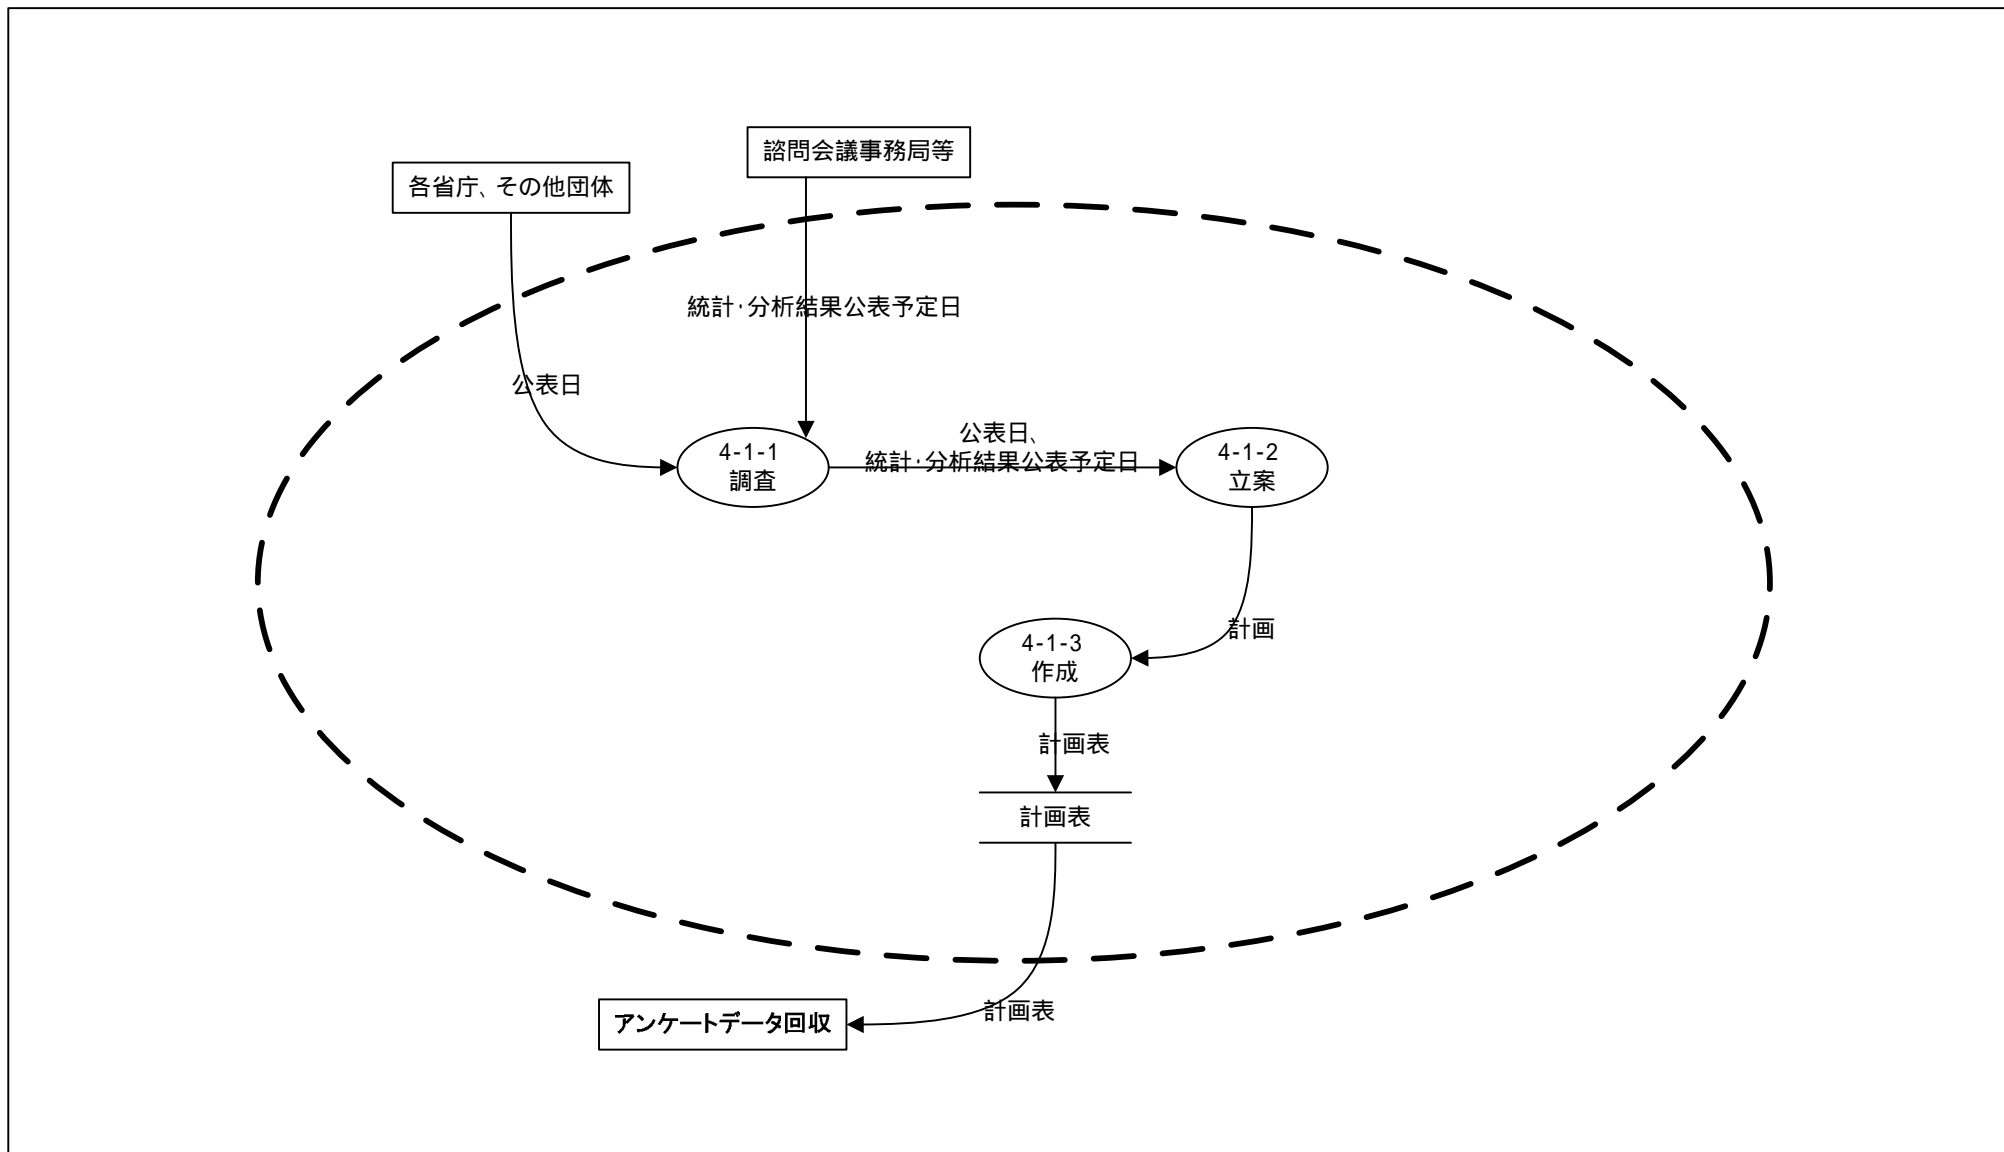 諮問会議事務局等
各省庁、その他団体
統計・分析結果公表予定日
公表日
4-1-1
調査
公表日、
統計・分析結果公表予定日
4-1-2
立案
計画
4-1-3
作成
計画表
計画表
計画表
アンケートデータ回収